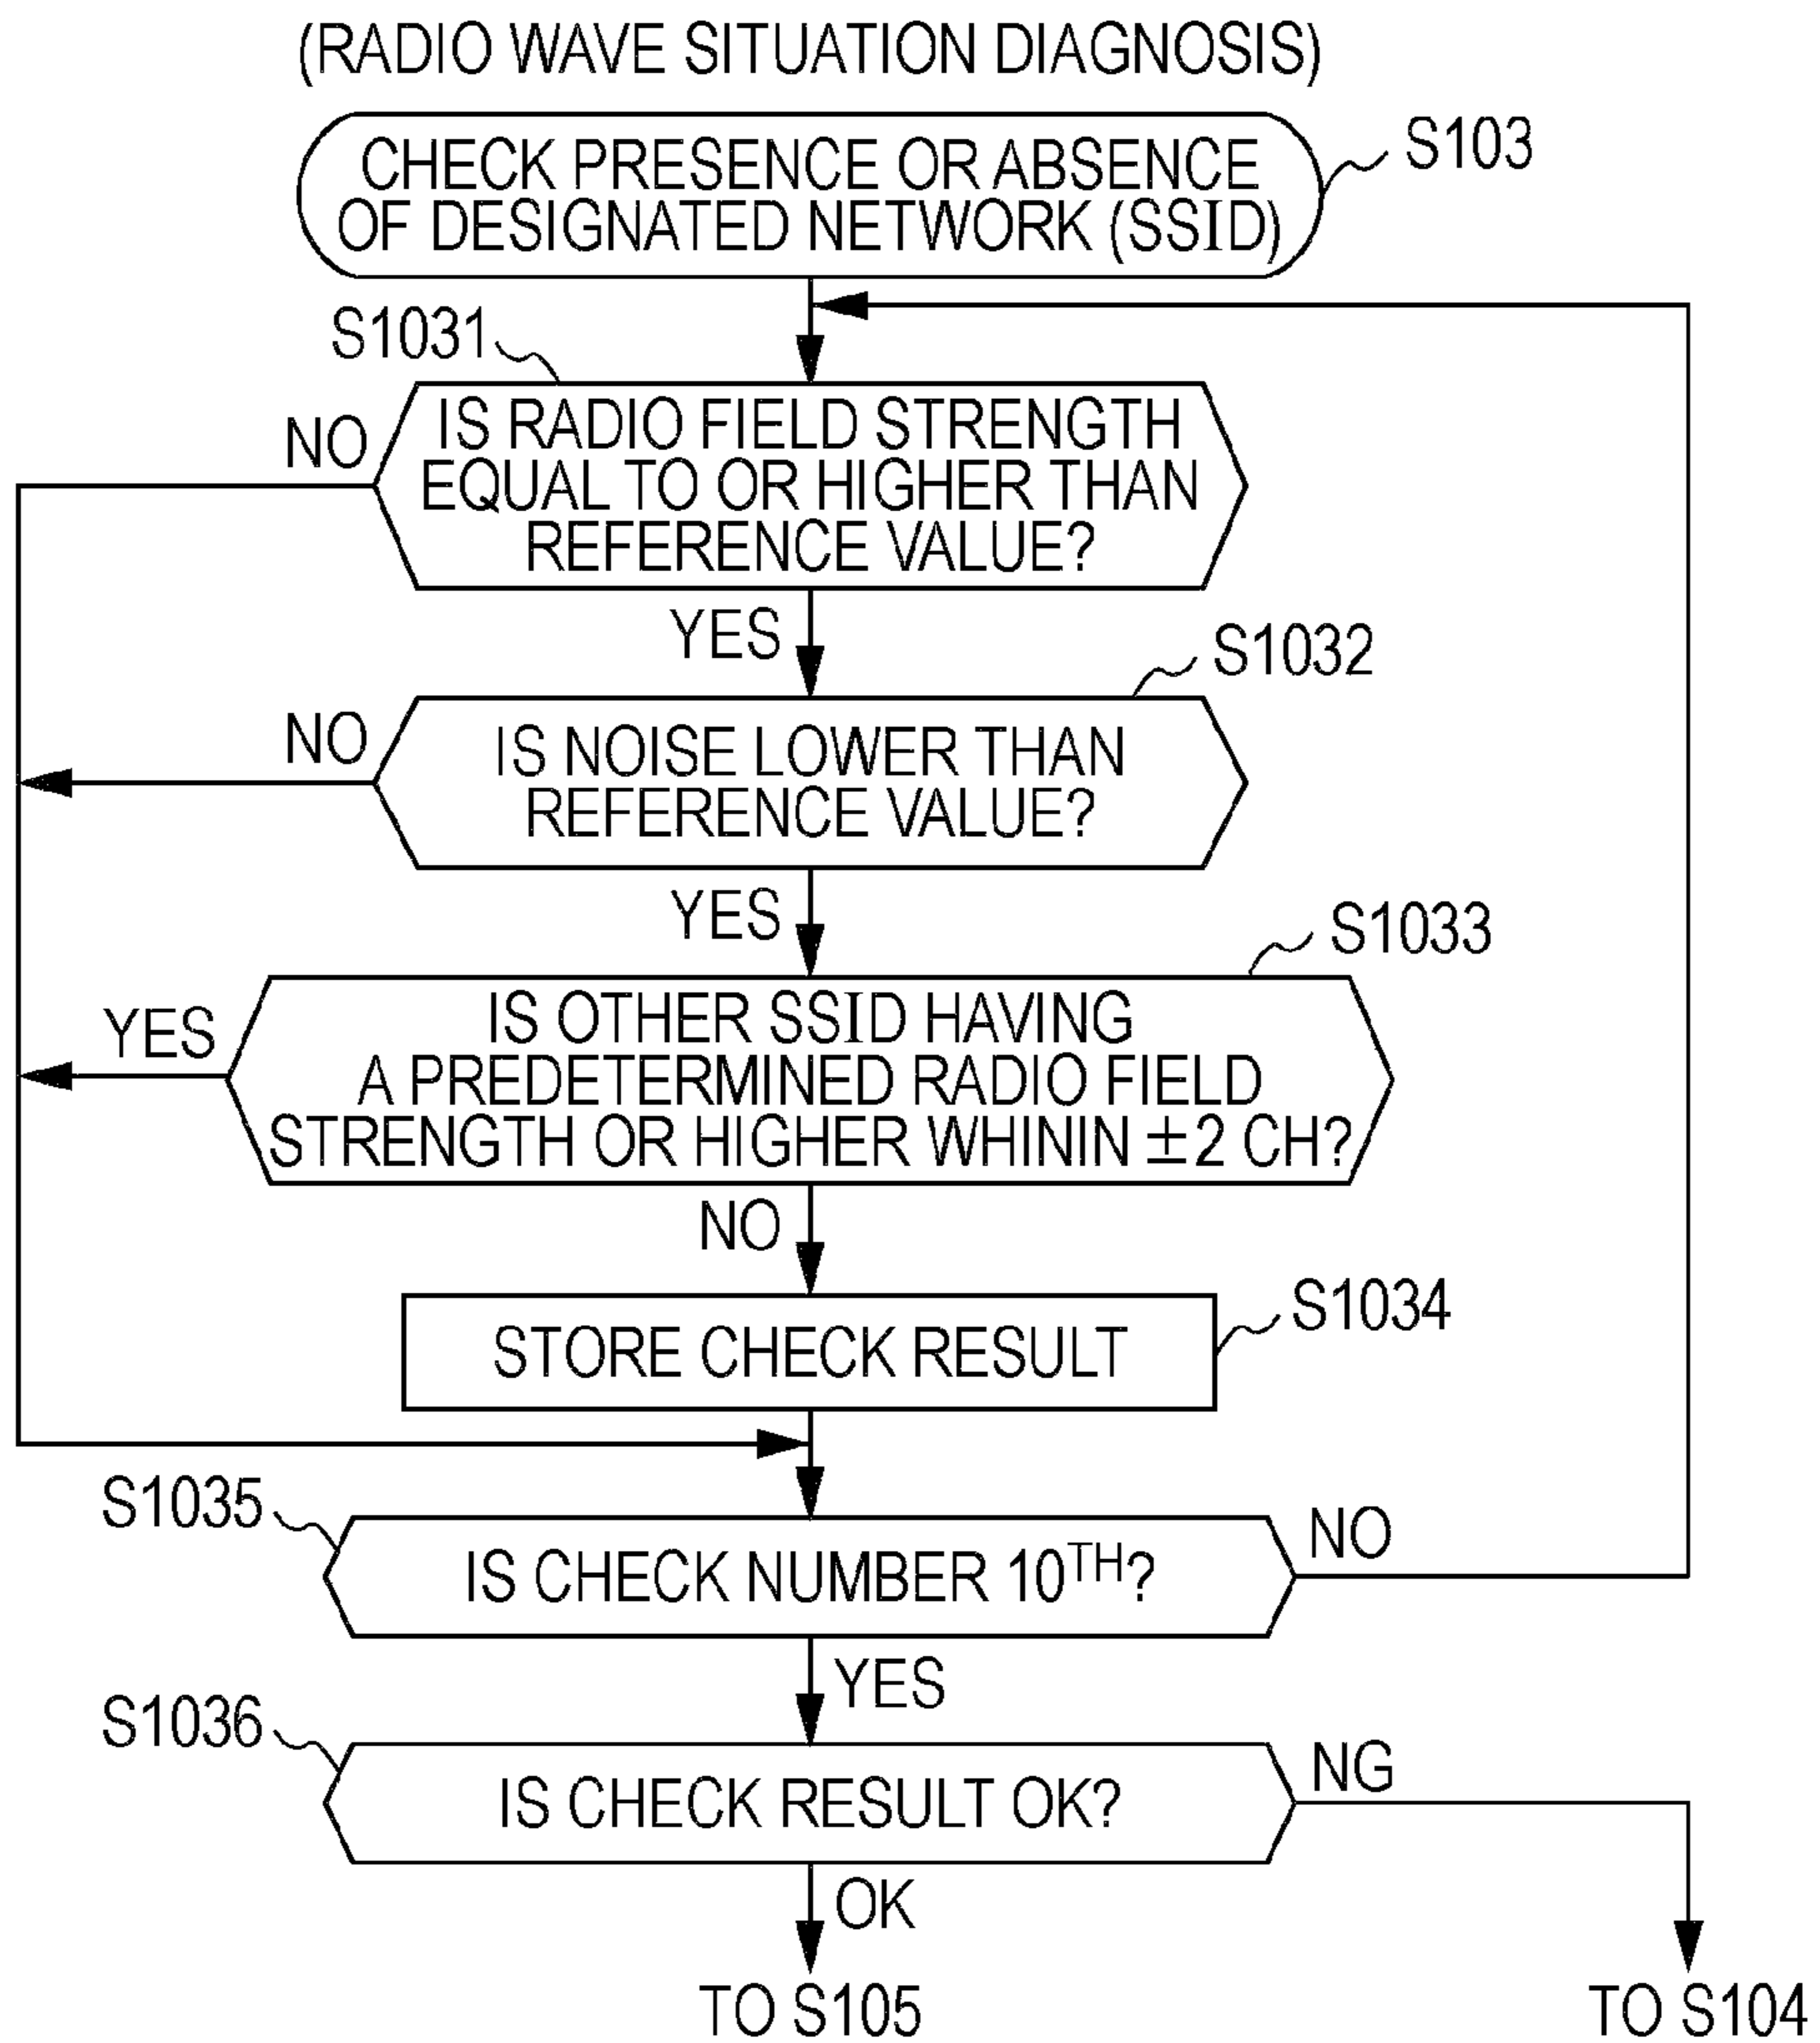 (RADIO WAVE SITUATION DIAGNOSIS)
CHECK PRESENCE OR ABSENCE
OF DESIGNATED NETWORK (SSID)
S103
S1031
IS RADIO FIELD STRENGTH
EQUAL TO OR HIGHER THAN
REFERENCE VALUE?
NO
YES
S1032
IS NOISE LOWER THAN
REFERENCE VALUE?
NO
YES
S1033
IS OTHER SSID HAVING
A PREDETERMINED RADIO FIELD
STRENGTH OR HIGHER WHININ ±2 CH?
YES
NO
S1034
STORE CHECK RESULT
S1035
IS CHECK NUMBER 10TH?
NO
YES
S1036
IS CHECK RESULT OK?
NG
OK
TO S105
TO S104